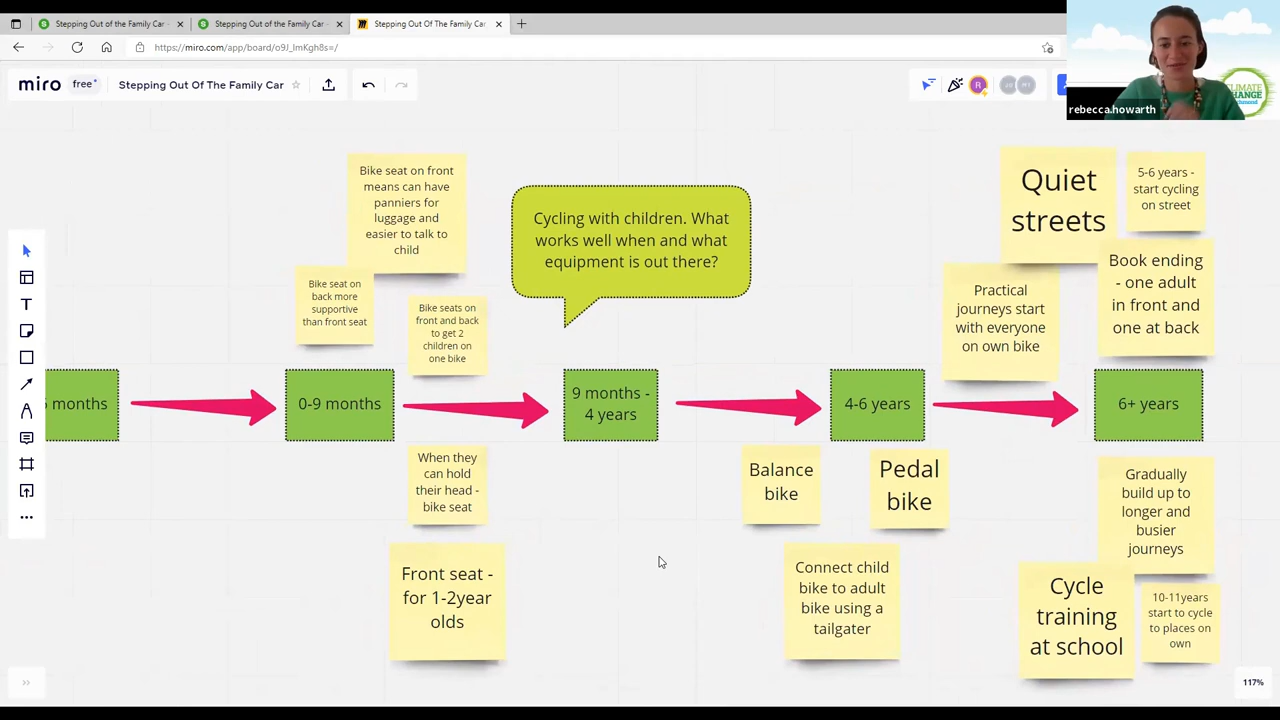 Stepping Out of the Family Car -
Stepping Out of the Family Car -
Stepping Out Of The Family Car -
https://miro.com/app/board/o9J_lmKgh8s=/
miro
free
Stepping Out Of The Family Car
R
rebecca.howarth
Bike seat on front
means can have
panniers for
luggage and
easier to talk to
child
Bike seat on
back more
supportive
than front seat
Bike seats on
front and back
to get 2
children on
one bike
Cycling with children. What
works well when and what
equipment is out there?
Quiet
streets
5-6 years -
start cycling
on street
Practical
journeys start
with everyone
on own bike
Book ending
- one adult
in front and
one at back
months
0-9 months
9 months -
4 years
4-6 years
6+ years
When they
can hold
their head -
bike seat
Front seat -
for 1-2year
olds
Balance
bike
Pedal
bike
Connect child
bike to adult
bike using a
tailgater
Gradually
build up to
longer and
busier
journeys
Cycle
training
at school
10-11years
start to cycle
to places on
own
117%